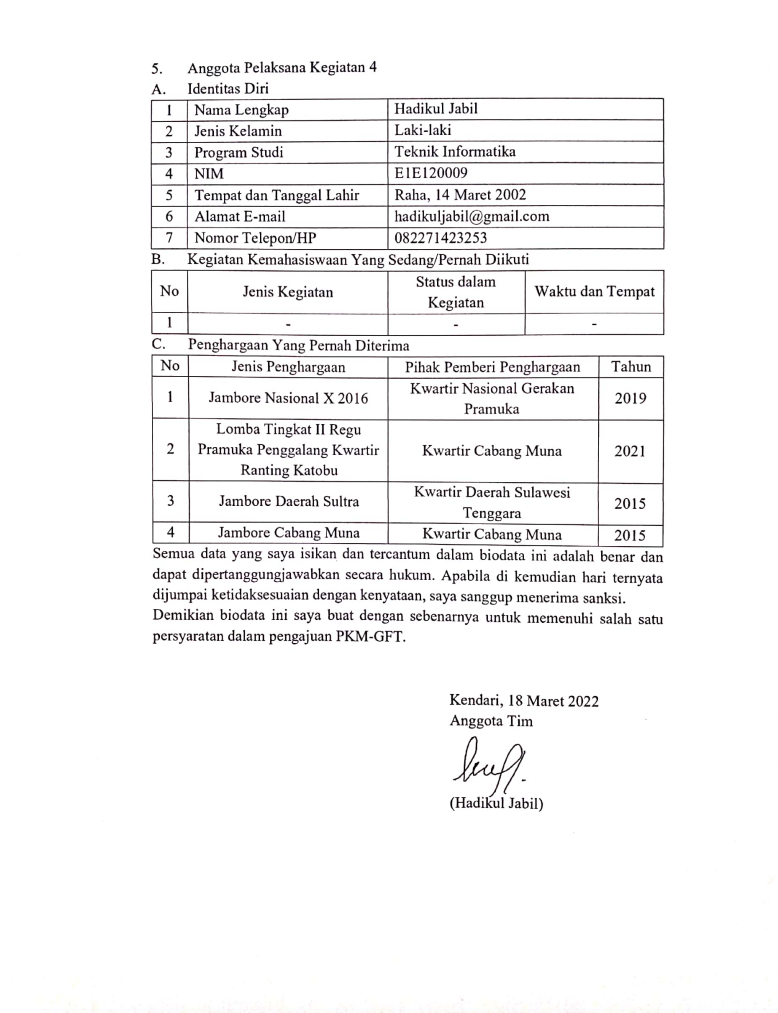 5. Anggota Pelaksana Kegiatan 4
A. Identitas Diri
1 Nama Lengkap Hadikul Jabil
2 Jenis Kelamin Laki-laki
3 Program Studi Teknik Informatika
4 NIM E1E120009
5 Tempat dan Tanggal Lahir Raha, 14 Maret 2002
6 Alamat E-mail hadikuljabil@gmail.com
7 Nomor Telepon/HP 082271423253
B. Kegiatan Kemahasiswaan Yang Sedang/Pernah Diikuti
No Jenis Kegiatan Status dalam Kegiatan Waktu dan Tempat
1 - - -
C. Penghargaan Yang Pernah Diterima
No Jenis Penghargaan Pihak Pemberi Penghargaan Tahun
1 Jambore Nasional X 2016 Kwartir Nasional Gerakan Pramuka 2019
2 Lomba Tingkat II Regu Pramuka Penggalang Kwartir Ranting Katobu Kwartir Cabang Muna 2021
3 Jambore Daerah Sultra Kwartir Daerah Sulawesi Tenggara 2015
4 Jambore Cabang Muna Kwartir Cabang Muna 2015
Semua data yang saya isikan dan tercantum dalam biodata ini adalah benar dan
dapat dipertanggungjawabkan secara hukum. Apabila di kemudian hari ternyata
dijumpai ketidaksesuaian dengan kenyataan, saya sanggup menerima sanksi.
Demikian biodata ini saya buat dengan sebenarnya untuk memenuhi salah satu
persyaratan dalam pengajuan PKM-GFT.
Kendari, 18 Maret 2022
Anggota Tim
(Hadikul Jabil)